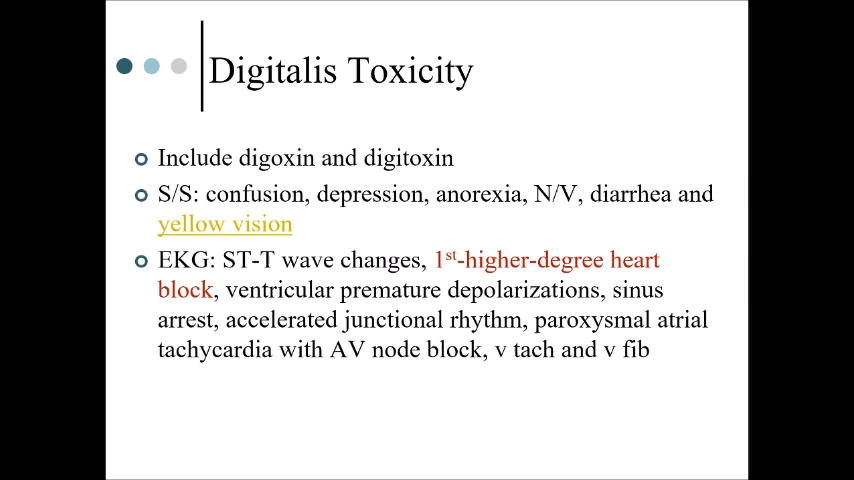 Digitalis Toxicity
Include digoxin and digitoxin
S/S: confusion, depression, anorexia, N/V, diarrhea and
yellow vision
EKG: ST-T wave changes, 1st-higher-degree heart
block, ventricular premature depolarizations, sinus
arrest, accelerated junctional rhythm, paroxysmal atrial
tachycardia with AV node block, v tach and v fib